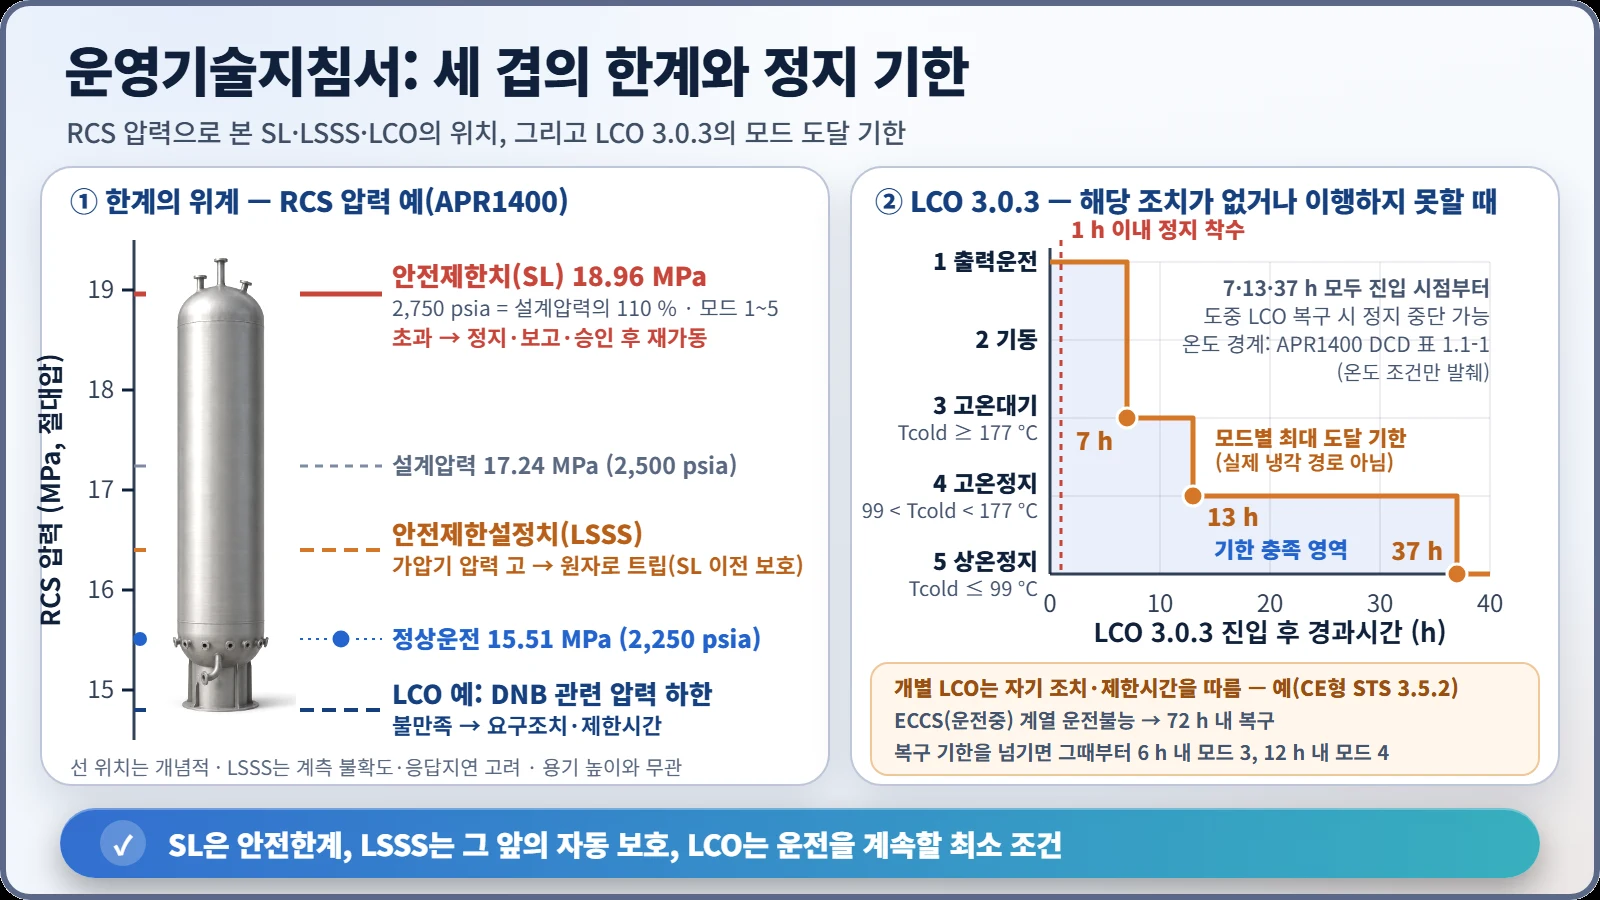 운영기술지침서: 세 겹의 한계와 정지 기한
RCS 압력으로 본 SL·LSSS·LCO의 위치, 그리고 LCO 3.0.3의 모드 도달 기한
① 한계의 위계 — RCS 압력 예(APR1400)
RCS 압력 (MPa, 절대압)
19
18
17
16
15
안전제한치(SL) 18.96 MPa
2,750 psia = 설계압력의 110 % · 모드 1~5
초과 → 정지·보고·승인 후 재가동
설계압력 17.24 MPa (2,500 psia)
안전제한설정치(LSSS)
가압기 압력 고 → 원자로 트립(SL 이전 보호)
정상운전 15.51 MPa (2,250 psia)
LCO 예: DNB 관련 압력 하한
불만족 → 요구조치·제한시간
선 위치는 개념적 · LSSS는 계측 불확도·응답지연 고려 · 용기 높이와 무관
② LCO 3.0.3 — 해당 조치가 없거나 이행하지 못할 때
1 h 이내 정지 착수
1 출력운전
2 기동
3 고온대기
Tcold ≥ 177 °C
4 고온정지
99 < Tcold < 177 °C
5 상온정지
Tcold ≤ 99 °C
7·13·37 h 모두 진입 시점부터
도중 LCO 복구 시 정지 중단 가능
온도 경계: APR1400 DCD 표 1.1-1
(온도 조건만 발췌)
7 h
모드별 최대 도달 기한
(실제 냉각 경로 아님)
13 h
기한 충족 영역
37 h
0 10 20 30 40
LCO 3.0.3 진입 후 경과시간 (h)
개별 LCO는 자기 조치·제한시간을 따름 — 예(CE형 STS 3.5.2)
ECCS(운전중) 계열 운전불능 → 72 h 내 복구
복구 기한을 넘기면 그때부터 6 h 내 모드 3, 12 h 내 모드 4
✓ SL은 안전한계, LSSS는 그 앞의 자동 보호, LCO는 운전을 계속할 최소 조건